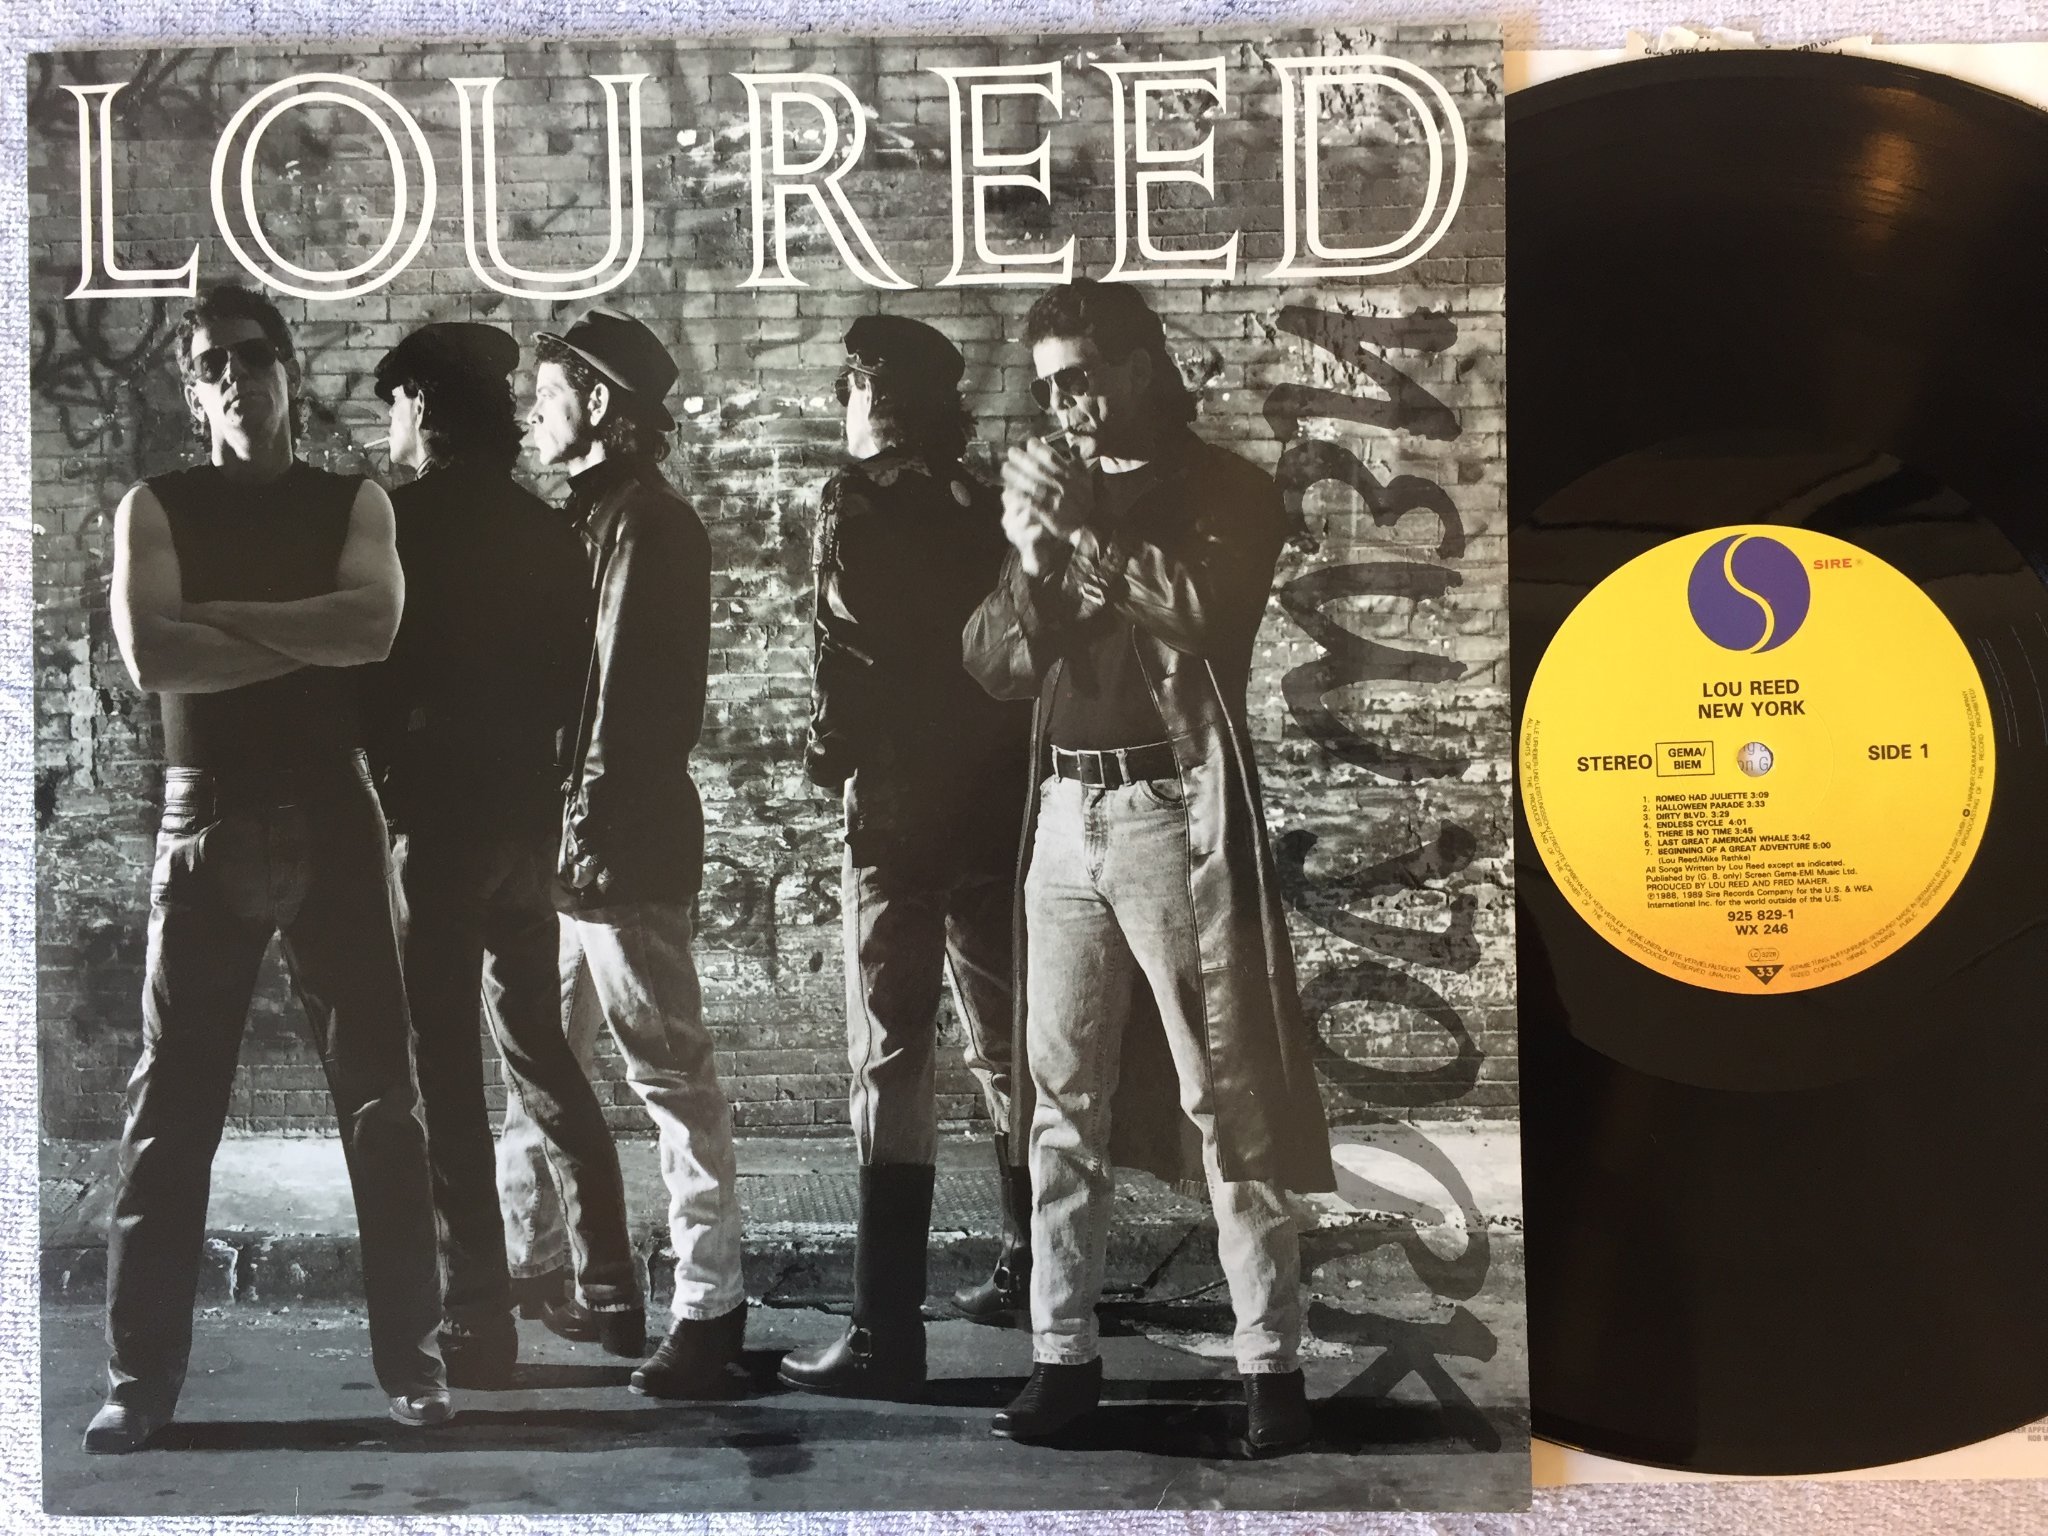 LOU REED
NEW YORK
SIRE ®
LOU REED
NEW YORK
STEREO
GEMA/
BIEM
SIDE 1
1. ROMEO HAD JULIETTE 3:09
2. HALLOWEEN PARADE 3:33
3. DIRTY BLVD. 3:29
4. ENDLESS CYCLE 4:01
5. THERE IS NO TIME 3:45
6. LAST GREAT AMERICAN WHALE 3:42
7. BEGINNING OF A GREAT ADVENTURE 5:00
(Lou Reed/Mike Rathke)
All Songs Written by Lou Reed except as indicated.
Published by (G. B. only) Screen Gems-EMI Music Ltd.
PRODUCED BY LOU REED AND FRED MAHER.
℗1988, 1989 Sire Records Company for the U.S. & WEA
International Inc. for the world outside of the U.S.
925 829-1
WX 246
LC 3228
33